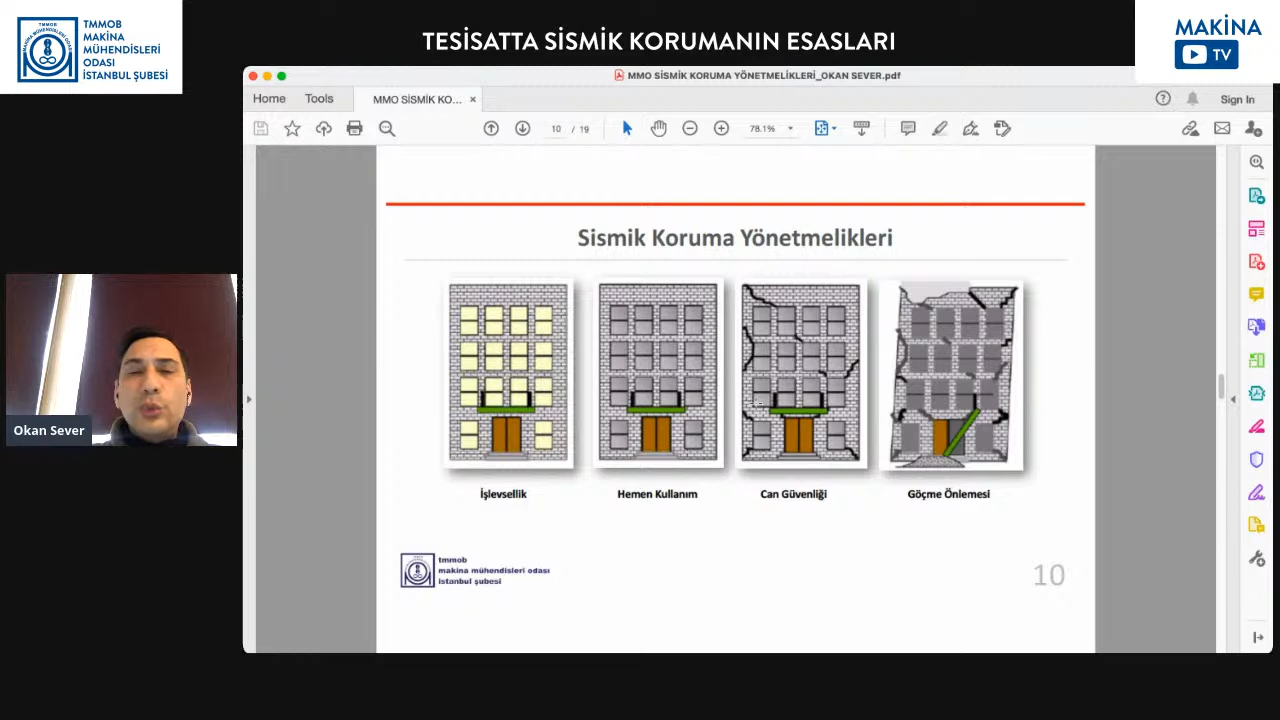 TMMOB
MAKİNA
MÜHENDİSLERİ
ODASI
İSTANBUL ŞUBESİ
TESİSATTA SİSMİK KORUMANIN ESASLARI
MAKİNA
TV
MMO SİSMİK KORUMA YÖNETMELİKLERİ_OKAN SEVER.pdf
Home Tools MMO SİSMİK KO... × Sign In
10 / 19 78.1%
Sismik Koruma Yönetmelikleri
İşlevsellik Hemen Kullanım Can Güvenliği Göçme Önlemesi
Okan Sever
tmmob
makina mühendisleri odası
istanbul şubesi
10